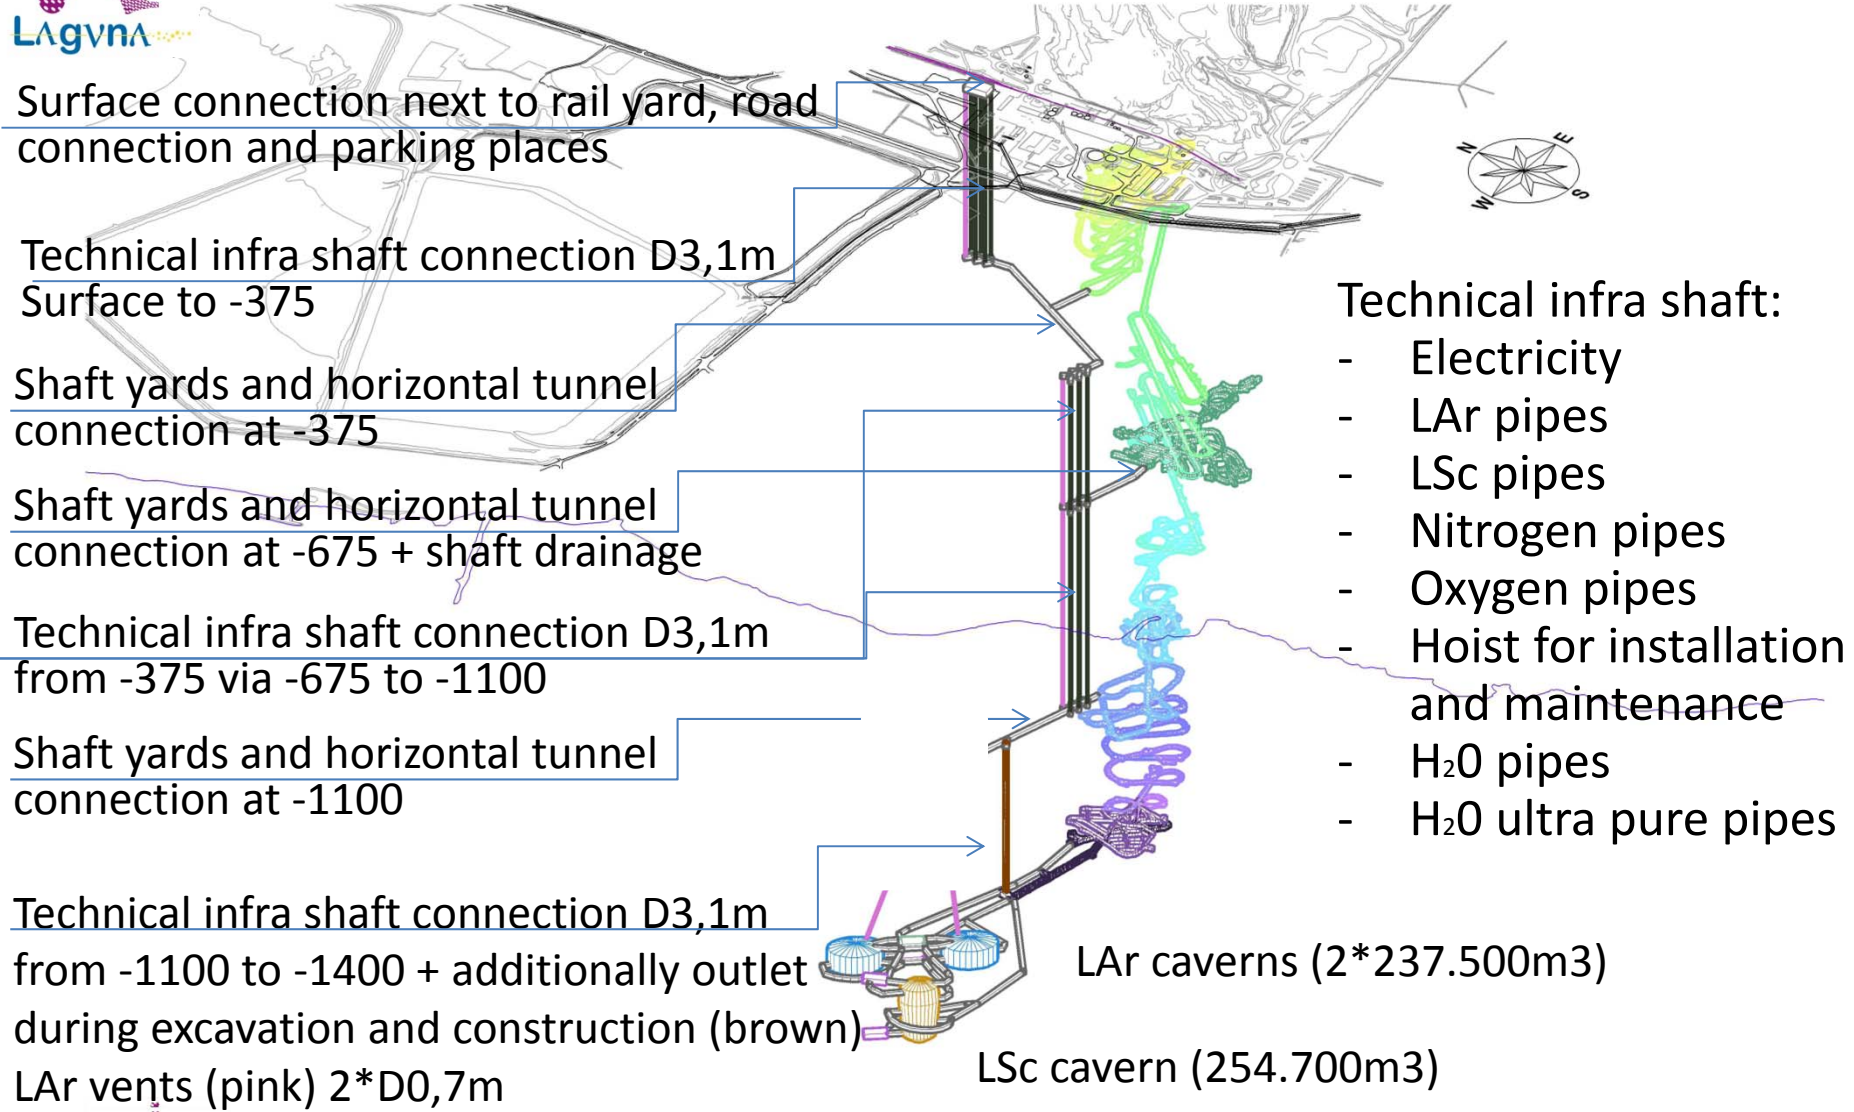 LAgVnA
Surface connection next to rail yard, road
connection and parking places
Technical infra shaft connection D3,1m
Surface to -375
Shaft yards and horizontal tunnel
connection at -375
Shaft yards and horizontal tunnel
connection at -675 + shaft drainage
Technical infra shaft connection D3,1m
from -375 via -675 to -1100
Shaft yards and horizontal tunnel
connection at -1100
Technical infra shaft connection D3,1m
from -1100 to -1400 + additionally outlet
during excavation and construction (brown)
LAr vents (pink) 2*D0,7m
N
E
W
S
Technical infra shaft:
- Electricity
- LAr pipes
- LSc pipes
- Nitrogen pipes
- Oxygen pipes
- Hoist for installation
and maintenance
- H₂0 pipes
- H₂0 ultra pure pipes
LAr caverns (2*237.500m3)
LSc cavern (254.700m3)